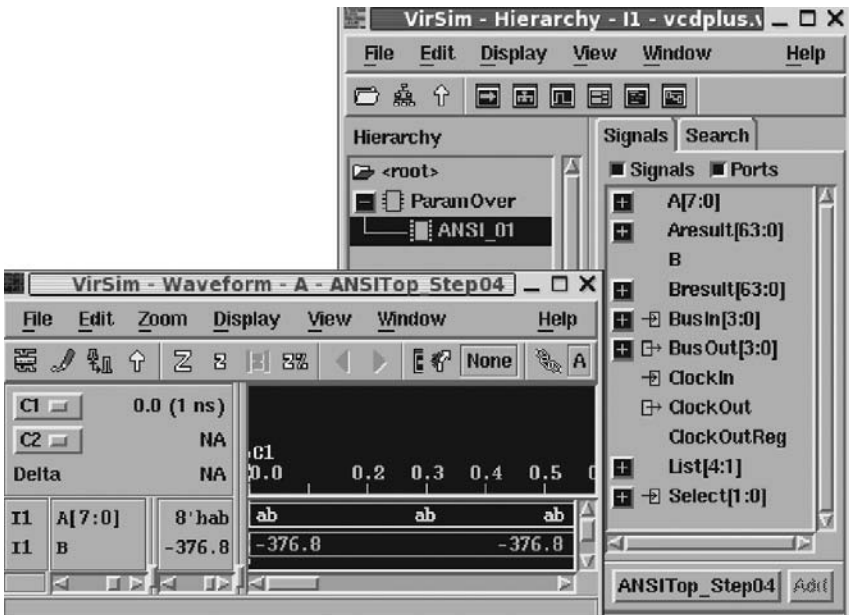 VirSim - Hierarchy - I1 - vcdplus.
File Edit Display View Window Help
Hierarchy
<root>
ParamOver
ANSI_01
Signals Search
Signals Ports
A[7:0]
Aresult[63:0]
B
Bresult[63:0]
BusIn[3:0]
BusOut[3:0]
ClockIn
ClockOut
ClockOutReg
List[4:1]
Select[1:0]
ANSITop_Step04 Add
VirSim - Waveform - A - ANSITop_Step04
File Edit Zoom Display View Window Help
Z 2 2% None A
C1 0.0 (1 ns)
C2 NA
Delta NA
C1
0.0 0.2 0.3 0.4 0.5
I1 A[7:0] 8'hab ab ab ab
I1 B -376.8 -376.8 -376.8